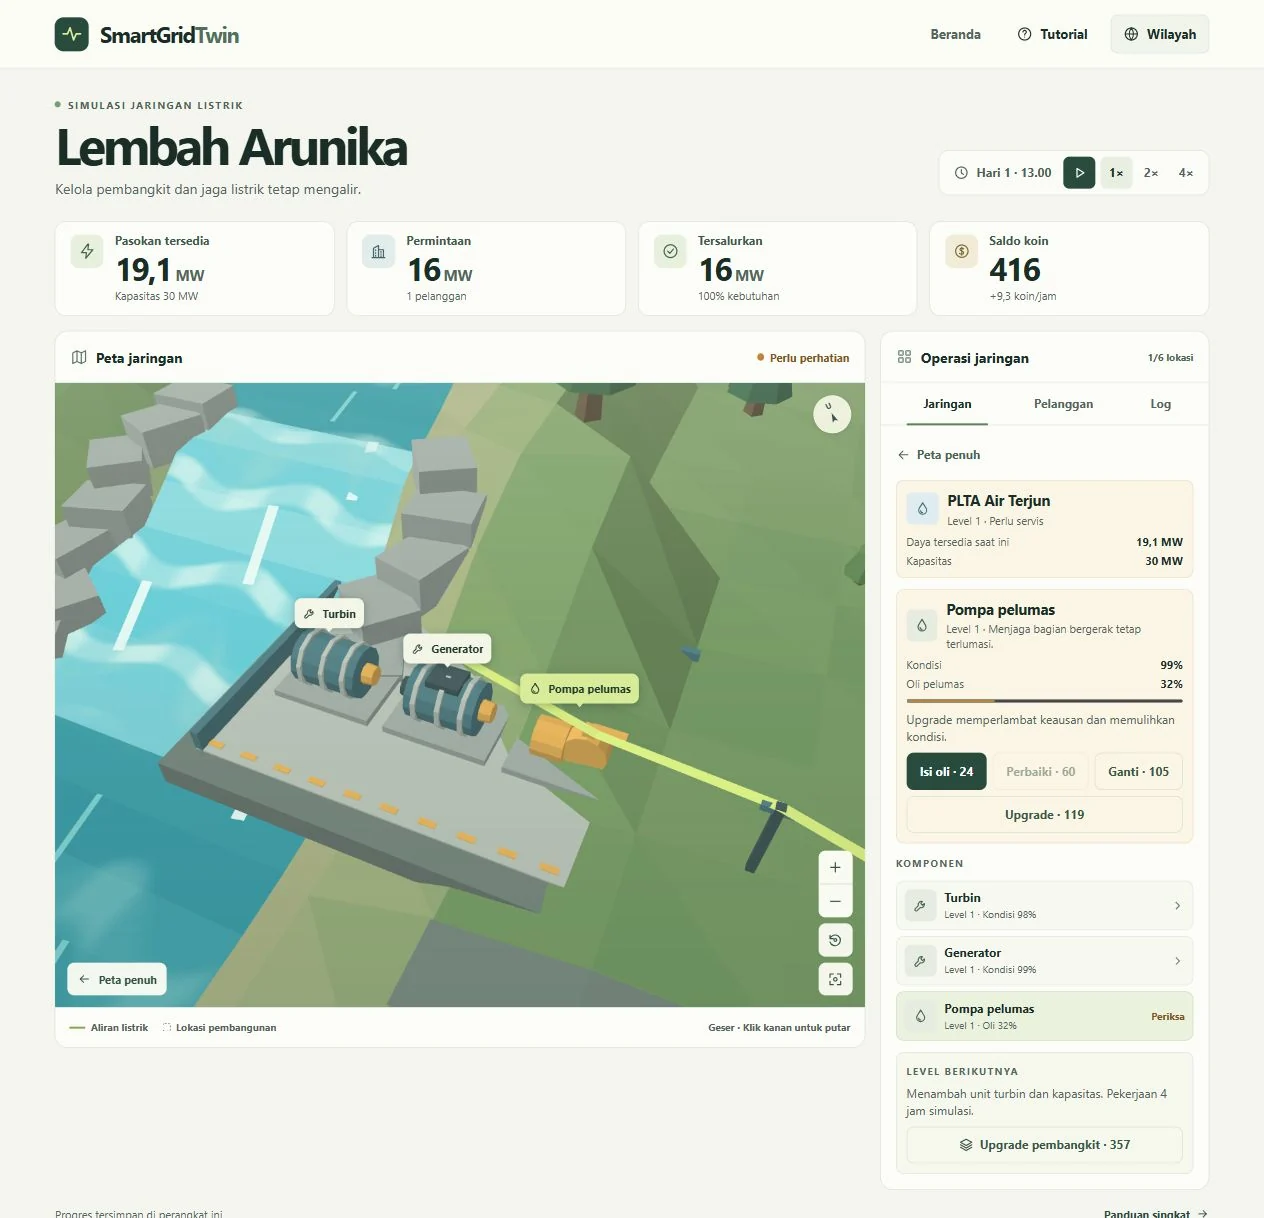 SmartGridTwin
Beranda
Tutorial
Wilayah
SIMULASI JARINGAN LISTRIK
Lembah Arunika
Kelola pembangkit dan jaga listrik tetap mengalir.
Hari 1 · 13.00
1×
2×
4×
Pasokan tersedia
19,1 MW
Kapasitas 30 MW
Permintaan
16 MW
1 pelanggan
Tersalurkan
16 MW
100% kebutuhan
Saldo koin
416
+9,3 koin/jam
Peta jaringan
Perlu perhatian
U
Turbin
Generator
Pompa pelumas
Peta penuh
Aliran listrik
Lokasi pembangunan
Geser · Klik kanan untuk putar
Operasi jaringan
1/6 lokasi
Jaringan
Pelanggan
Log
Peta penuh
PLTA Air Terjun
Level 1 · Perlu servis
Daya tersedia saat ini 19,1 MW
Kapasitas 30 MW
Pompa pelumas
Level 1 · Menjaga bagian bergerak tetap
terlumasi.
Kondisi 99%
Oli pelumas 32%
Upgrade memperlambat keausan dan memulihkan
kondisi.
Isi oli · 24
Perbaiki · 60
Ganti · 105
Upgrade · 119
KOMPONEN
Turbin
Level 1 · Kondisi 98%
Generator
Level 1 · Kondisi 99%
Pompa pelumas
Level 1 · Oli 32%
Periksa
LEVEL BERIKUTNYA
Menambah unit turbin dan kapasitas. Pekerjaan 4
jam simulasi.
Upgrade pembangkit · 357
Progres tersimpan di perangkat ini
Panduan singkat